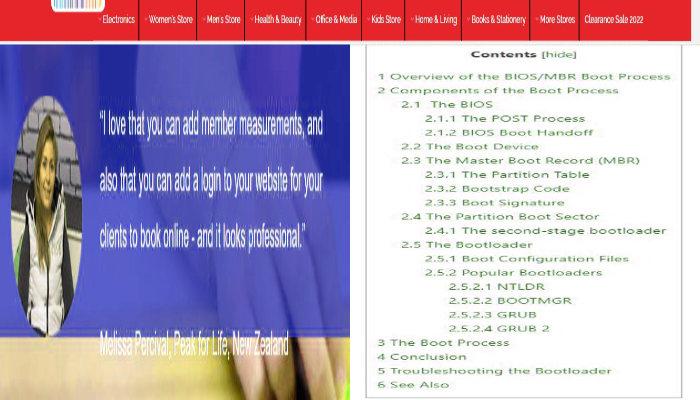 Electronics
Women's Store
Men's Store
Health & Beauty
Office & Media
Kids Store
Home & Living
Books & Stationery
More Stores
Clearance Sale 2022
"I love that you can add member measurements, and
also that you can add a login to your website for your
clients to book online - and it looks professional."
Melissa Percival, Peak for Life, New Zealand
Contents [hide]
1 Overview of the BIOS/MBR Boot Process
2 Components of the Boot Process
2.1 The BIOS
2.1.1 The POST Process
2.1.2 BIOS Boot Handoff
2.2 The Boot Device
2.3 The Master Boot Record (MBR)
2.3.1 The Partition Table
2.3.2 Bootstrap Code
2.3.3 Boot Signature
2.4 The Partition Boot Sector
2.4.1 The second-stage bootloader
2.5 The Bootloader
2.5.1 Boot Configuration Files
2.5.2 Popular Bootloaders
2.5.2.1 NTLDR
2.5.2.2 BOOTMGR
2.5.2.3 GRUB
2.5.2.4 GRUB 2
3 The Boot Process
4 Conclusion
5 Troubleshooting the Bootloader
6 See Also